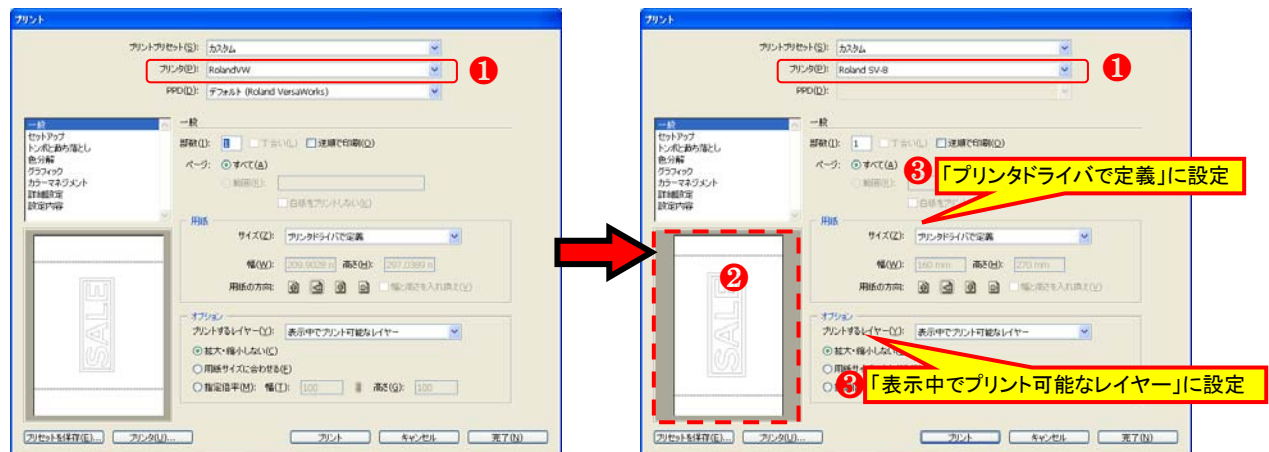 プリント
プリントプリセット(S): カスタム
プリンタ(P): RolandVW
❶
PPD(D): デフォルト (Roland VersaWorks)
一般
セットアップ
トンボと裁ち落とし
色分解
グラフィック
カラーマネジメント
詳細設定
設定内容
一般
部数(I): 1 丁合い(L) 逆順で印刷(O)
ページ: すべて(A)
範囲(R):
白紙をプリントしない(K)
用紙
サイズ(Z): プリンタドライバで定義
幅(W): 209.9028 n 高さ(H): 297.0389 n
用紙の方向: 幅と高さを入れ換え(V)
オプション
プリントするレイヤー(Y): 表示中でプリント可能なレイヤー
拡大・縮小しない(C)
用紙サイズに合わせる(F)
指定倍率(M): 幅(T): 100 高さ(G): 100
SALE
プリセットを保存(E)... プリンタ(U)... プリント キャンセル 完了(N)
プリント
プリントプリセット(S): カスタム
プリンタ(P): Roland SV-8
❶
PPD(D):
一般
セットアップ
トンボと裁ち落とし
色分解
グラフィック
カラーマネジメント
詳細設定
設定内容
一般
部数(I): 1 丁合い(L) 逆順で印刷(O)
ページ: すべて(A)
範囲(R):
❸
「プリンタドライバで定義」に設定
白紙をプ
用紙
サイズ(Z): プリンタドライバで定義
幅(W): 160 mm 高さ(H): 270 mm
用紙の方向: 幅と高さを入れ換え(V)
オプション
プリントするレイヤー(Y): 表示中でプリント可能なレイヤー
拡大・縮小しない(
用紙サ
❸
「表示中でプリント可能なレイヤー」に設定
❷
SALE
プリセットを保存(E)... プリンタ(U)... プリント キャンセル 完了(N)